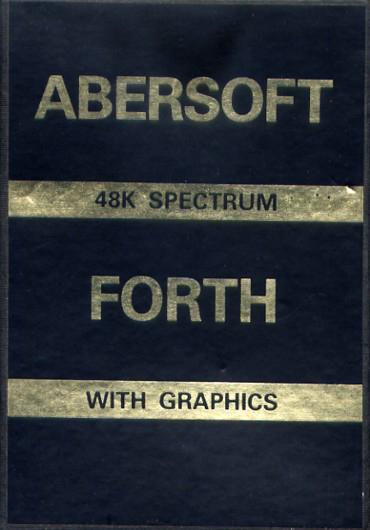 ABERSOFT
48K SPECTRUM
FORTH
WITH GRAPHICS